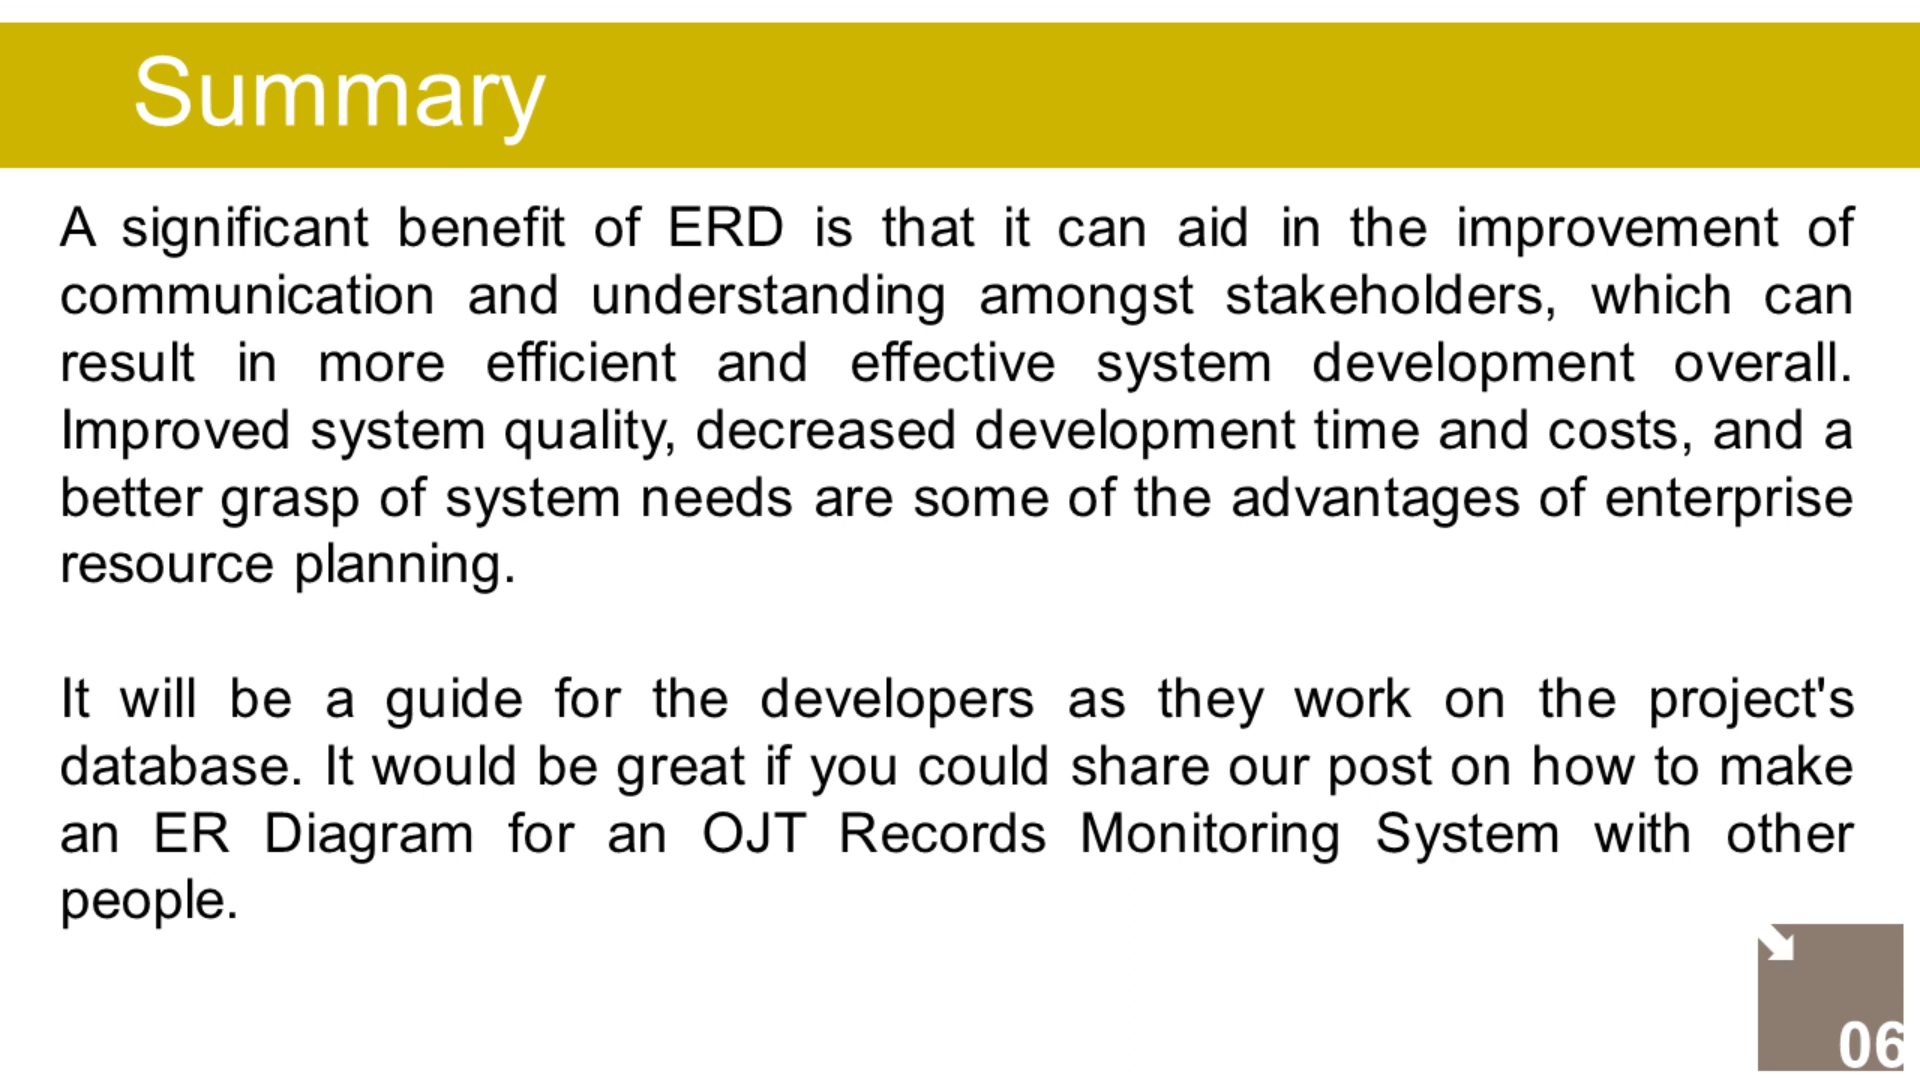 Summary
A significant benefit of ERD is that it can aid in the improvement of
communication and understanding amongst stakeholders, which can
result in more efficient and effective system development overall.
Improved system quality, decreased development time and costs, and a
better grasp of system needs are some of the advantages of enterprise
resource planning.
It will be a guide for the developers as they work on the project's
database. It would be great if you could share our post on how to make
an ER Diagram for an OJT Records Monitoring System with other
people.
06